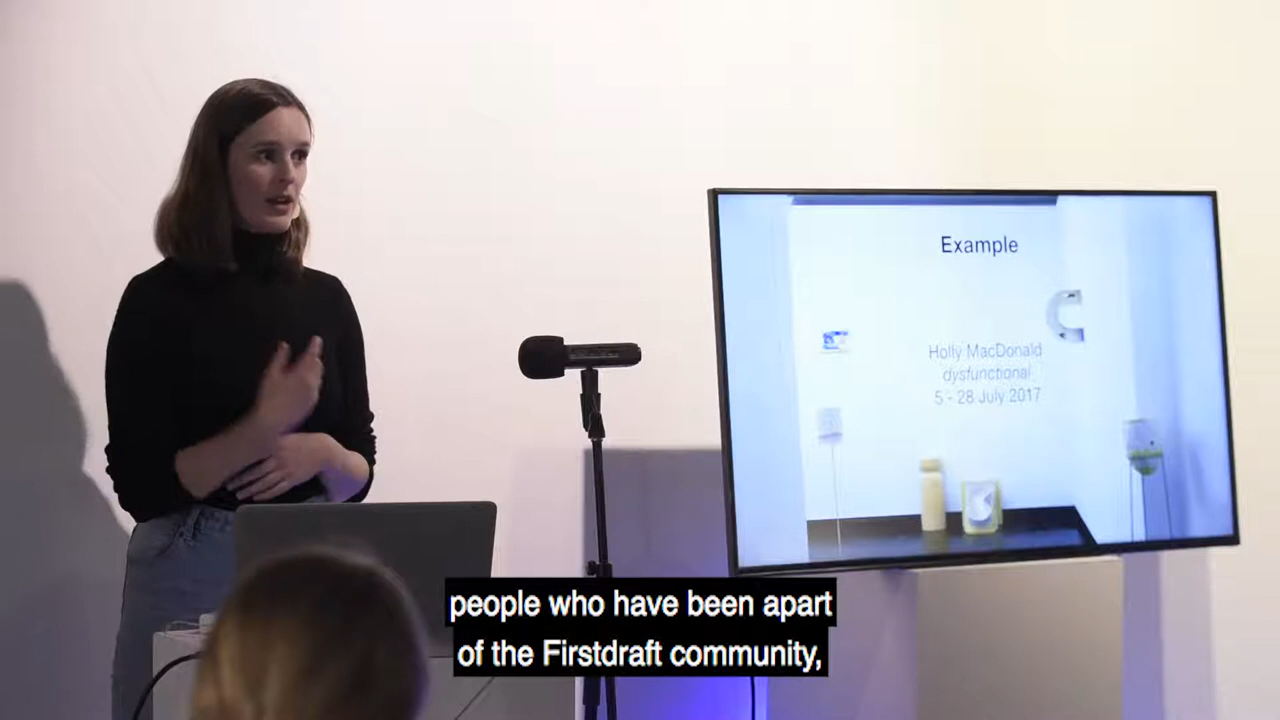 Example
Holly MacDonald
dysfunctional
5 - 28 July 2017
people who have been apart
of the Firstdraft community,